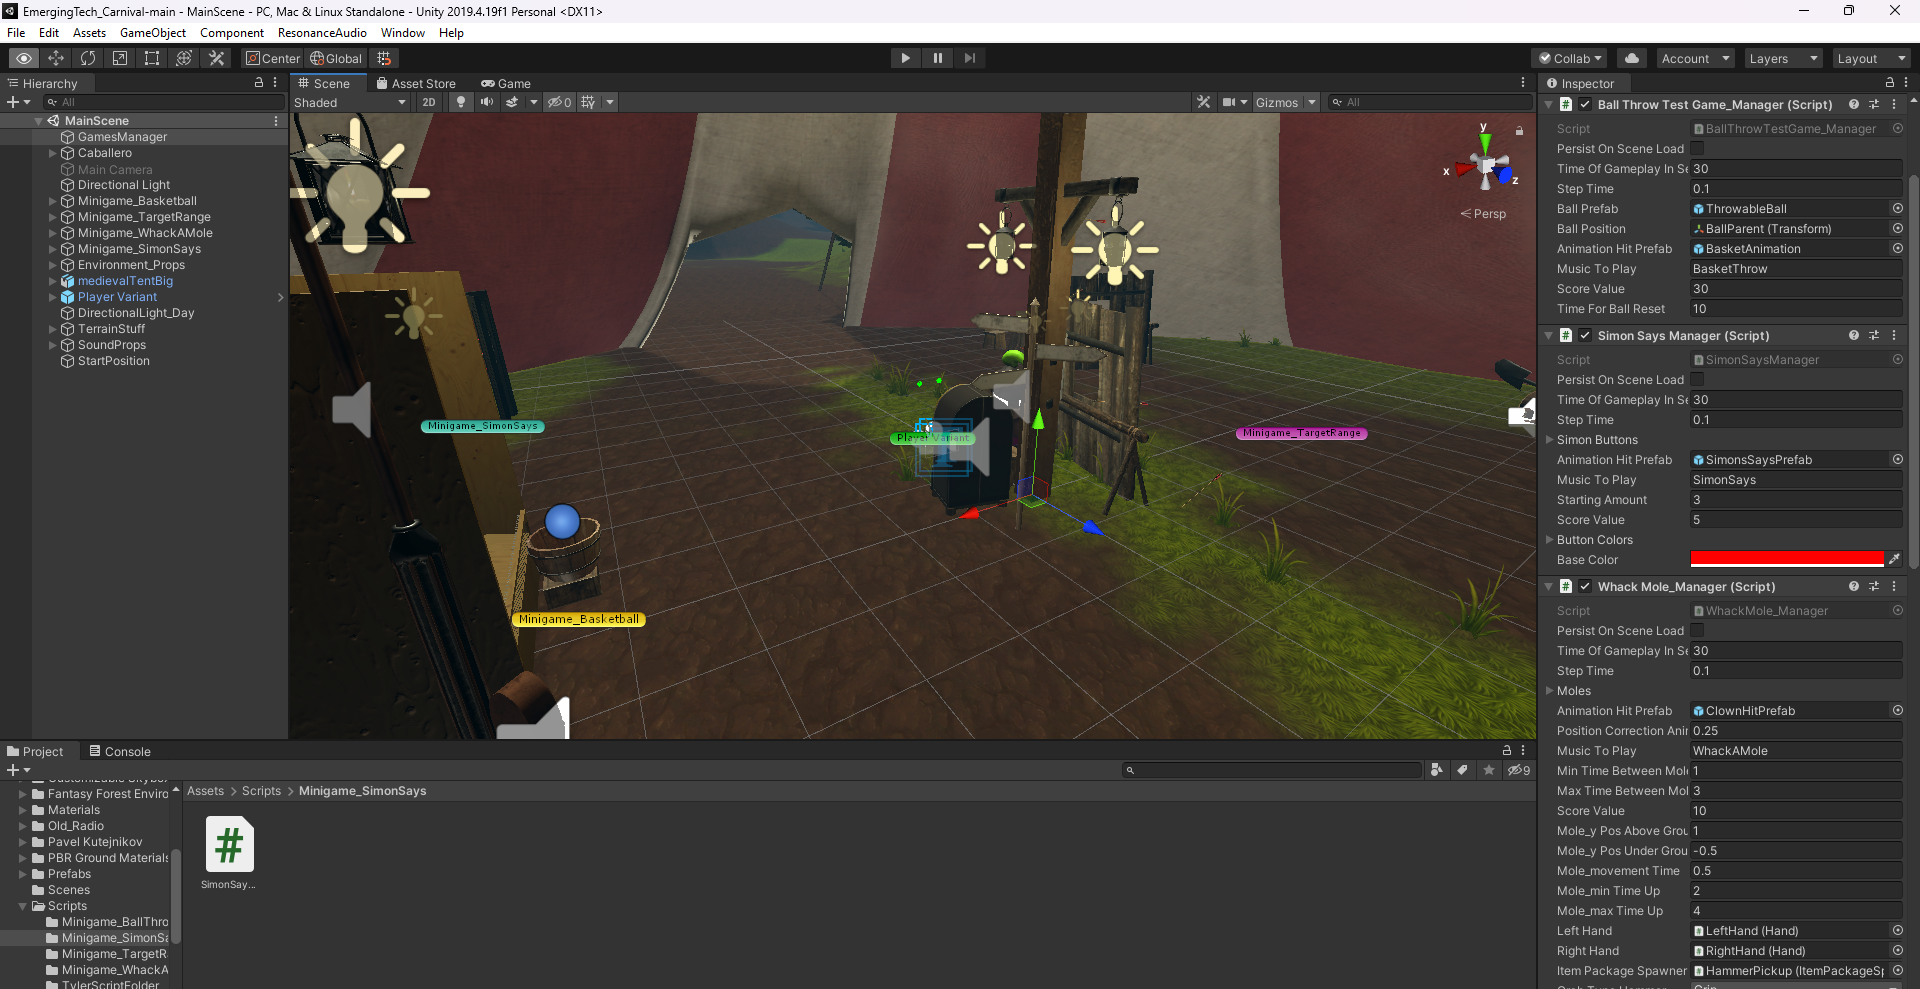 EmergingTech_Carnival-main - MainScene - PC, Mac & Linux Standalone - Unity 2019.4.19f1 Personal <DX11>
File Edit Assets GameObject Component ResonanceAudio Window Help
Center Global Collab Account Layers Layout
Hierarchy
All
MainScene
GamesManager
Caballero
Main Camera
Directional Light
Minigame_Basketball
Minigame_TargetRange
Minigame_WhackAMole
Minigame_SimonSays
Environment_Props
medievalTentBig
Player Variant
DirectionalLight_Day
TerrainStuff
SoundProps
StartPosition
Scene Asset Store Game
Shaded 2D 0 Gizmos All
y
x
z
Persp
Minigame_SimonSays
Player Variant
Minigame_TargetRange
Minigame_Basketball
Inspector
Ball Throw Test Game_Manager (Script)
Script BallThrowTestGame_Manager
Persist On Scene Load
Time Of Gameplay In Se 30
Step Time 0.1
Ball Prefab ThrowableBall
Ball Position BallParent (Transform)
Animation Hit Prefab BasketAnimation
Music To Play BasketThrow
Score Value 30
Time For Ball Reset 10
Simon Says Manager (Script)
Script SimonSaysManager
Persist On Scene Load
Time Of Gameplay In Se 30
Step Time 0.1
Simon Buttons
Animation Hit Prefab SimonsSaysPrefab
Music To Play SimonSays
Starting Amount 3
Score Value 5
Button Colors
Base Color
Whack Mole_Manager (Script)
Script WhackMole_Manager
Persist On Scene Load
Time Of Gameplay In Se 30
Step Time 0.1
Moles
Animation Hit Prefab ClownHitPrefab
Position Correction Ani 0.25
Music To Play WhackAMole
Min Time Between Mol 1
Max Time Between Mol 3
Score Value 10
Mole_y Pos Above Grou 1
Mole_y Pos Under Grou -0.5
Mole_movement Time 0.5
Mole_min Time Up 2
Mole_max Time Up 4
Left Hand LeftHand (Hand)
Right Hand RightHand (Hand)
Item Package Spawner HammerPickup (ItemPackageSp
Project Console
9
Fantasy Forest Enviro
Materials
Old_Radio
Pavel Kutejnikov
PBR Ground Materials
Prefabs
Scenes
Scripts
Minigame_BallThro
Minigame_SimonSa
Minigame_TargetR
Minigame_WhackA
TylerScriptFolder
Assets > Scripts > Minigame_SimonSays
#
SimonSay...